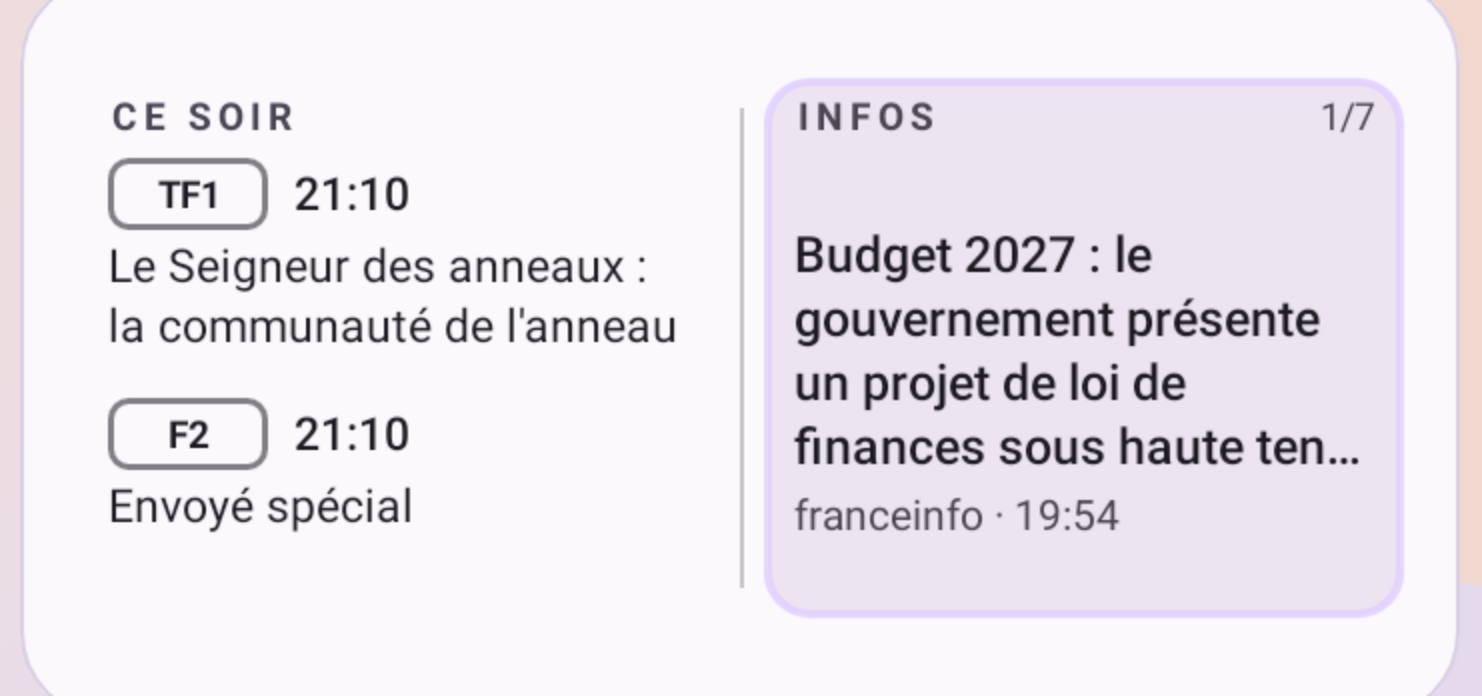 CE SOIR
TF1 21:10
Le Seigneur des anneaux :
la communauté de l'anneau
F2 21:10
Envoyé spécial
INFOS 1/7
Budget 2027 : le
gouvernement présente
un projet de loi de
finances sous haute ten…
franceinfo · 19:54